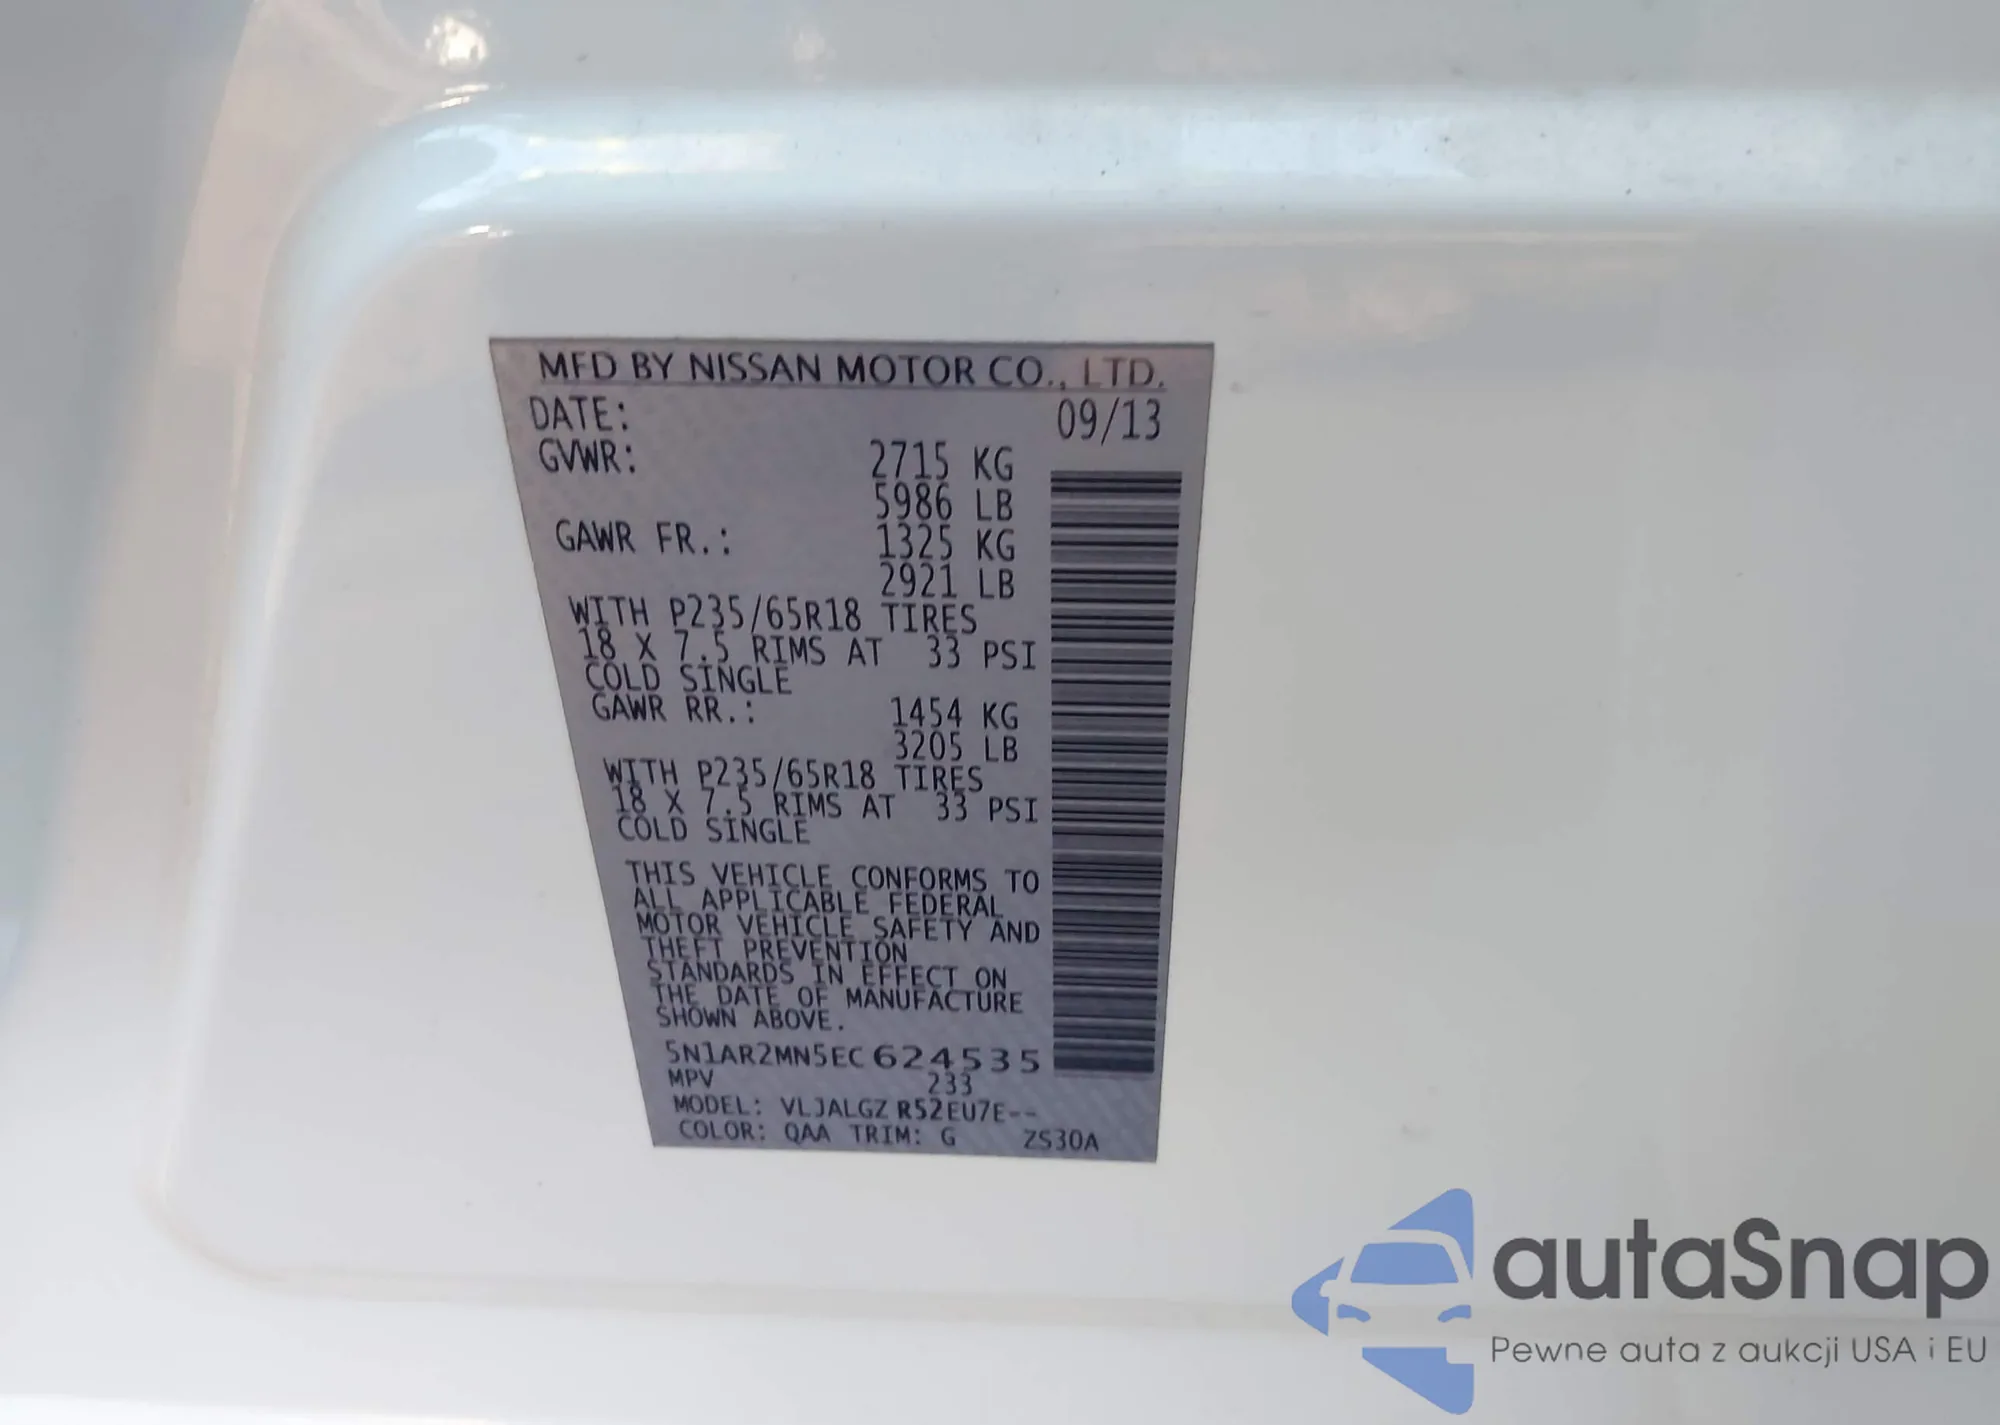 MFD BY NISSAN MOTOR CO., LTD.
DATE: 09/13
GVWR: 2715 KG
5986 LB
GAWR FR.: 1325 KG
2921 LB
WITH P235/65R18 TIRES
18 X 7.5 RIMS AT 33 PSI
COLD SINGLE
GAWR RR.: 1454 KG
3205 LB
WITH P235/65R18 TIRES
18 X 7.5 RIMS AT 33 PSI
COLD SINGLE
THIS VEHICLE CONFORMS TO
ALL APPLICABLE FEDERAL
MOTOR VEHICLE SAFETY AND
THEFT PREVENTION
STANDARDS IN EFFECT ON
THE DATE OF MANUFACTURE
SHOWN ABOVE.
5N1AR2MN5EC624535
MPV 233
MODEL: VLJALGZ R52EU7E--
COLOR: QAA TRIM: G ZS30A
autaSnap
Pewne auta z aukcji USA i EU